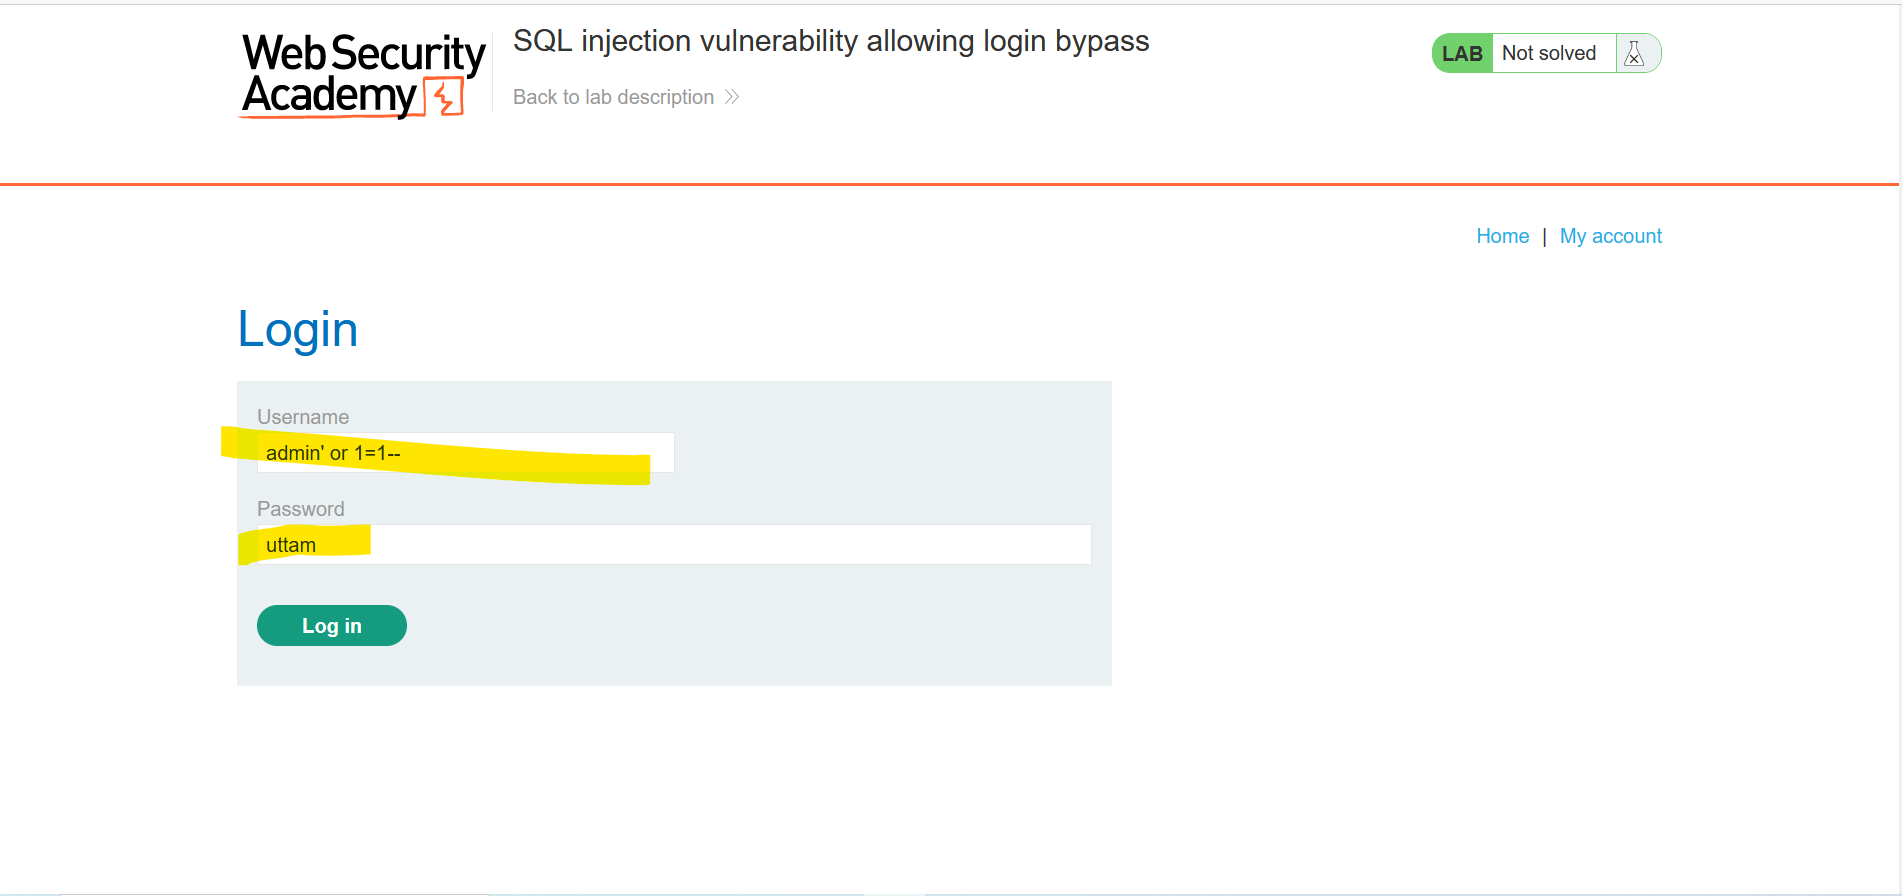 Web Security
Academy
SQL injection vulnerability allowing login bypass
Back to lab description
LAB Not solved
Home | My account
Login
Username
admin' or 1=1--
Password
uttam
Log in